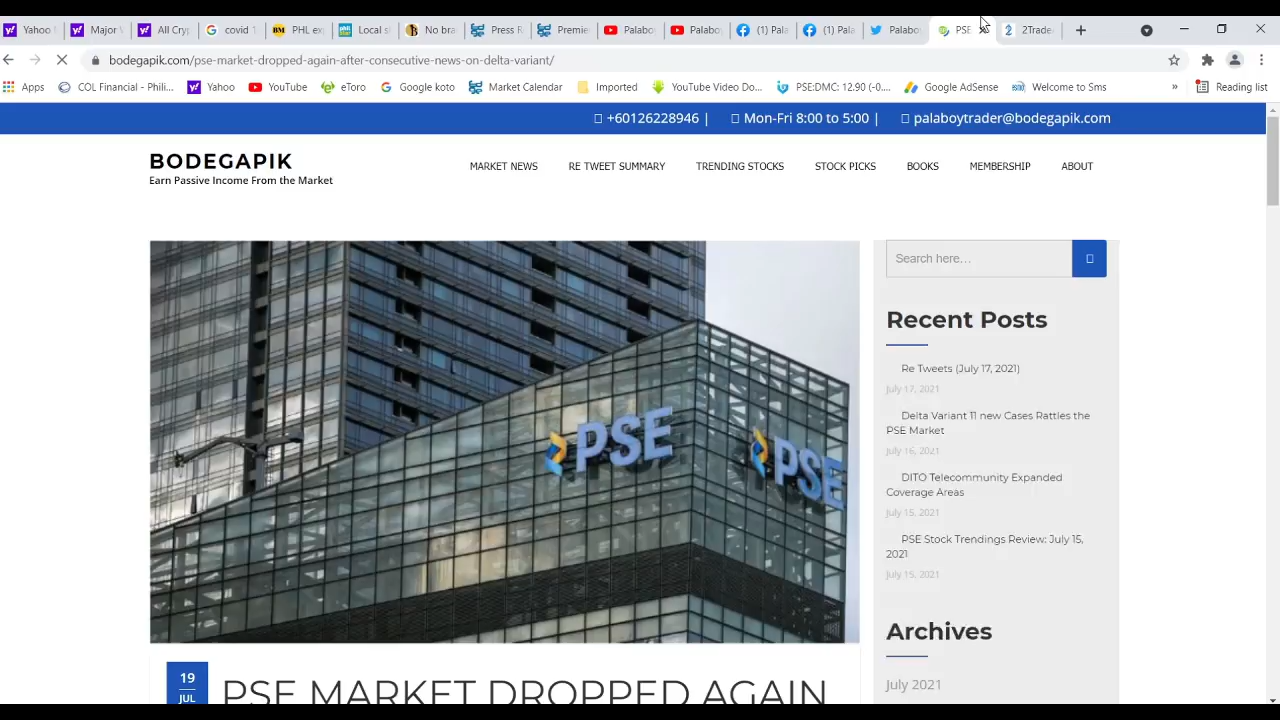 Yahoo
Major
All Cry
covid 1
PHL ex
Local s
No bra
Press R
Premie
Palabo
Palabo
(1) Pala
(1) Pala
Palabo
PSE
2Trade
bodegapik.com/pse-market-dropped-again-after-consecutive-news-on-delta-variant/
Apps
COL Financial - Phili...
Yahoo
YouTube
eToro
Google keto
Market Calendar
Imported
YouTube Video Do...
PSE:DMC: 12.90 (-0....
Google AdSense
Welcome to Sms
»
Reading list
+60126228946 |
Mon-Fri 8:00 to 5:00 |
palaboytrader@bodegapik.com
BODEGAPIK
Earn Passive Income From the Market
MARKET NEWS
RE TWEET SUMMARY
TRENDING STOCKS
STOCK PICKS
BOOKS
MEMBERSHIP
ABOUT
PSE
PSE
19
JUL
PSE MARKET DROPPED AGAIN
Search here...
Recent Posts
Re Tweets (July 17, 2021)
July 17, 2021
Delta Variant 11 new Cases Rattles the
PSE Market
July 16, 2021
DITO Telecommunity Expanded
Coverage Areas
July 15, 2021
PSE Stock Trendings Review: July 15,
2021
July 15, 2021
Archives
July 2021